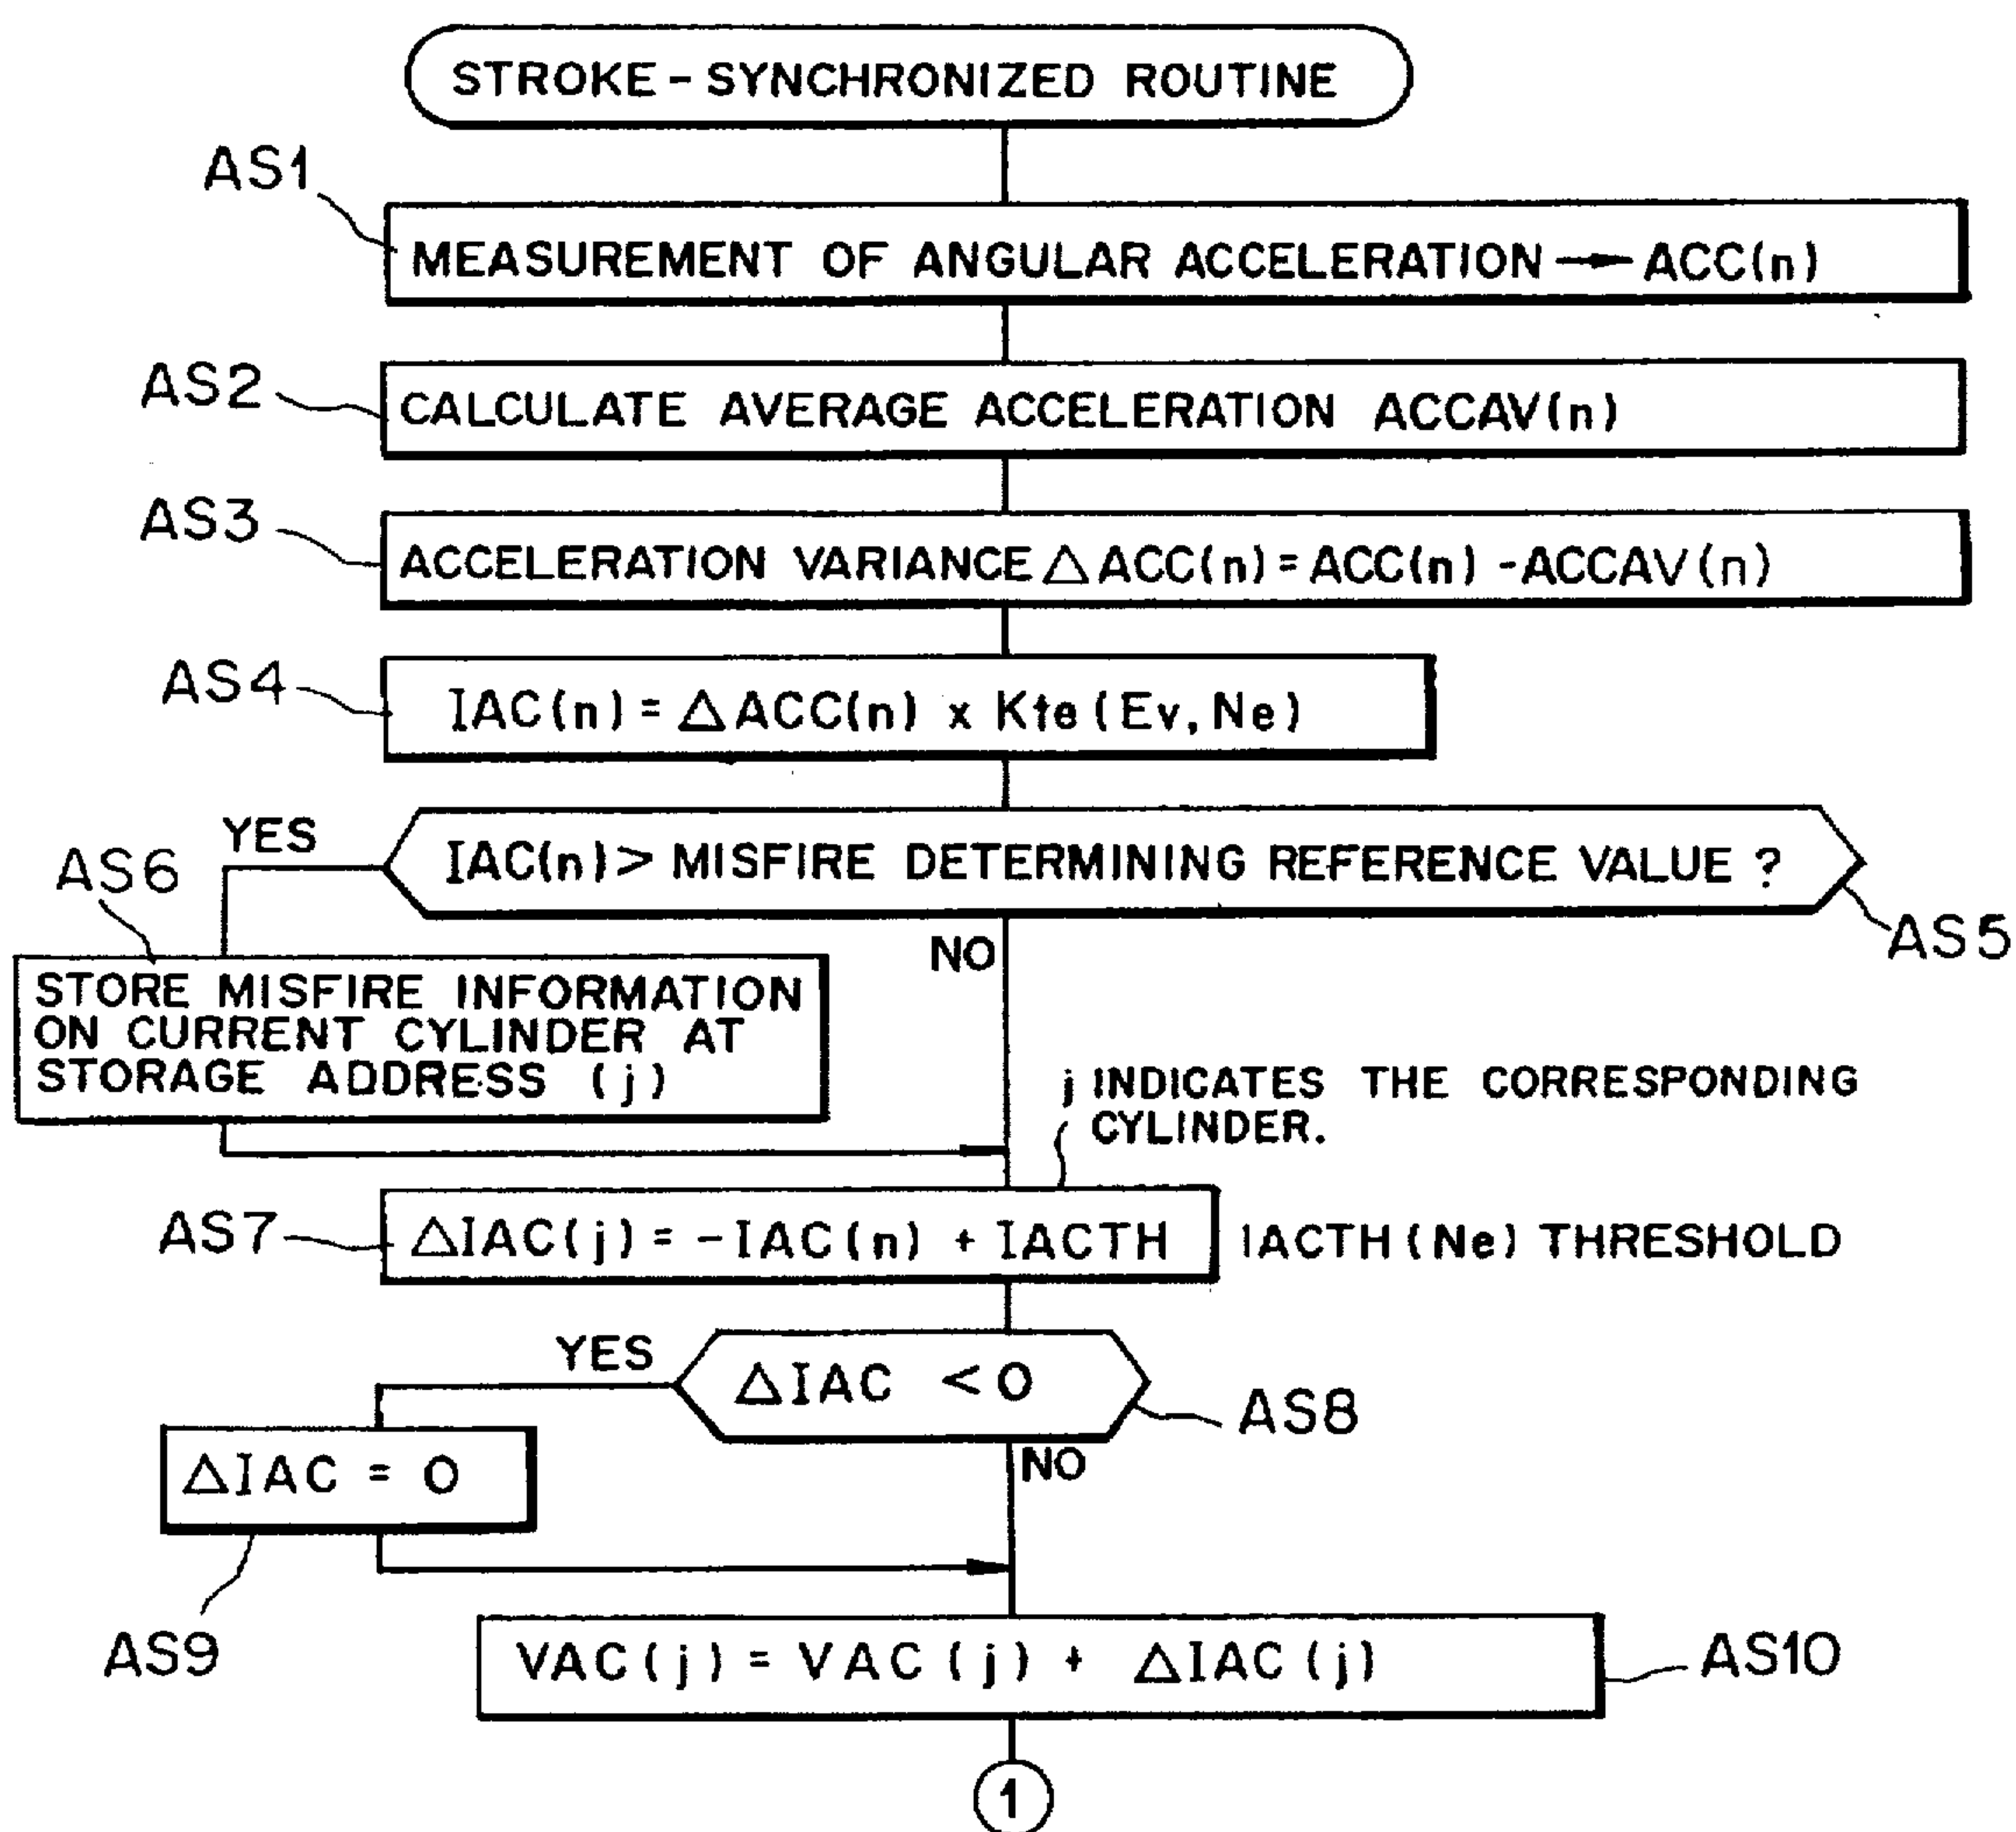 STROKE-SYNCHRONIZED ROUTINE
AS1
MEASUREMENT OF ANGULAR ACCELERATION → ACC(n)
AS2
CALCULATE AVERAGE ACCELERATION ACCAV(n)
AS3
ACCELERATION VARIANCE △ACC(n) = ACC(n) - ACCAV(n)
AS4
IAC(n) = △ACC(n) x Kte(Ev, Ne)
YES
IAC(n) > MISFIRE DETERMINING REFERENCE VALUE ?
AS5
AS6
NO
STORE MISFIRE INFORMATION
ON CURRENT CYLINDER AT
STORAGE ADDRESS (j)
j INDICATES THE CORRESPONDING
CYLINDER.
AS7
△IAC(j) = -IAC(n) + IACTH
IACTH(Ne) THRESHOLD
YES
△IAC < 0
AS8
NO
△IAC = 0
AS9
VAC(j) = VAC(j) + △IAC(j)
AS10
1